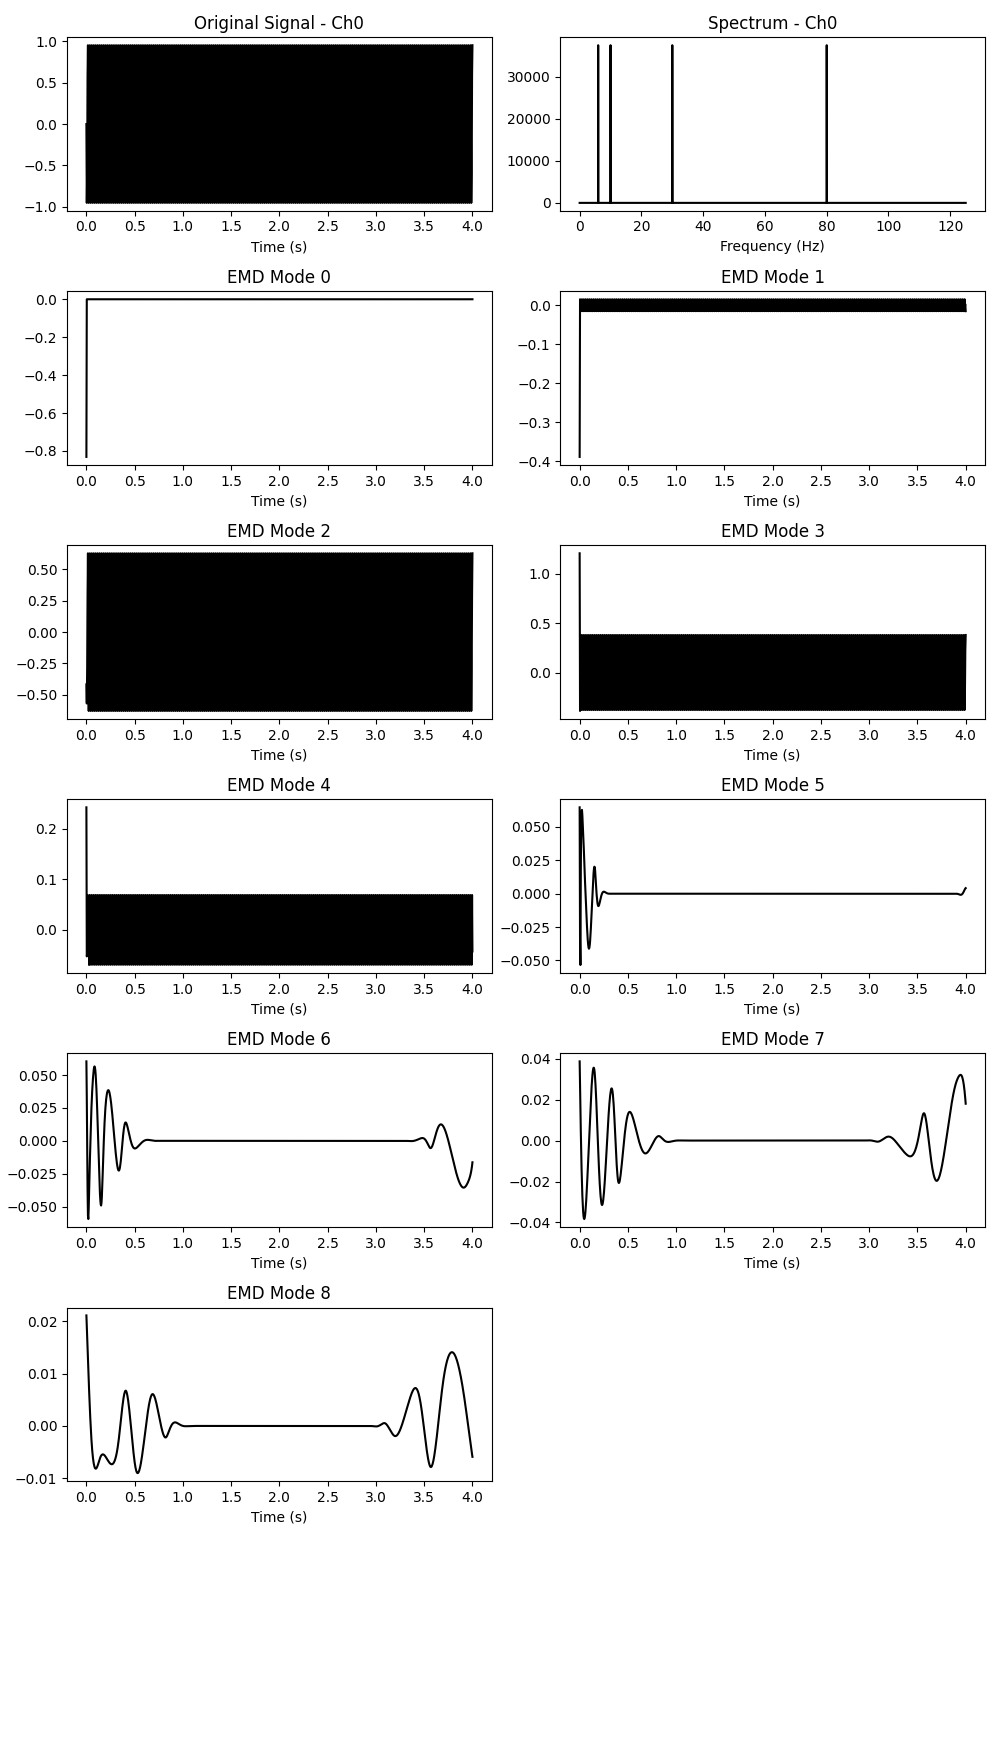 Original Signal - Ch0
1.0
0.5
0.0
−0.5
−1.0
0.0 0.5 1.0 1.5 2.0 2.5 3.0 3.5 4.0
Time (s)
Spectrum - Ch0
30000
20000
10000
0
0 20 40 60 80 100 120
Frequency (Hz)
EMD Mode 0
0.0
−0.2
−0.4
−0.6
−0.8
0.0 0.5 1.0 1.5 2.0 2.5 3.0 3.5 4.0
Time (s)
EMD Mode 1
0.0
−0.1
−0.2
−0.3
−0.4
0.0 0.5 1.0 1.5 2.0 2.5 3.0 3.5 4.0
Time (s)
EMD Mode 2
0.50
0.25
0.00
−0.25
−0.50
0.0 0.5 1.0 1.5 2.0 2.5 3.0 3.5 4.0
Time (s)
EMD Mode 3
1.0
0.5
0.0
0.0 0.5 1.0 1.5 2.0 2.5 3.0 3.5 4.0
Time (s)
EMD Mode 4
0.2
0.1
0.0
0.0 0.5 1.0 1.5 2.0 2.5 3.0 3.5 4.0
Time (s)
EMD Mode 5
0.050
0.025
0.000
−0.025
−0.050
0.0 0.5 1.0 1.5 2.0 2.5 3.0 3.5 4.0
Time (s)
EMD Mode 6
0.050
0.025
0.000
−0.025
−0.050
0.0 0.5 1.0 1.5 2.0 2.5 3.0 3.5 4.0
Time (s)
EMD Mode 7
0.04
0.02
0.00
−0.02
−0.04
0.0 0.5 1.0 1.5 2.0 2.5 3.0 3.5 4.0
Time (s)
EMD Mode 8
0.02
0.01
0.00
−0.01
0.0 0.5 1.0 1.5 2.0 2.5 3.0 3.5 4.0
Time (s)